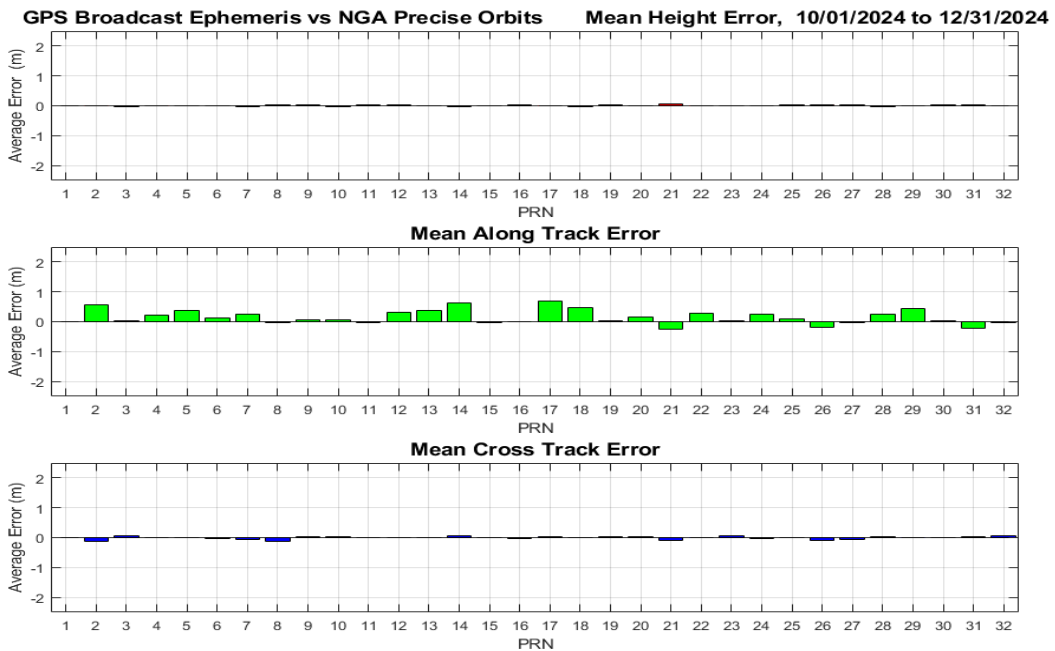 GPS Broadcast Ephemeris vs NGA Precise Orbits Mean Height Error, 10/01/2024 to 12/31/2024
Average Error (m)
2
1
0
-1
-2
1 2 3 4 5 6 7 8 9 10 11 12 13 14 15 16 17 18 19 20 21 22 23 24 25 26 27 28 29 30 31 32
PRN
Mean Along Track Error
Average Error (m)
2
1
0
-1
-2
1 2 3 4 5 6 7 8 9 10 11 12 13 14 15 16 17 18 19 20 21 22 23 24 25 26 27 28 29 30 31 32
PRN
Mean Cross Track Error
Average Error (m)
2
1
0
-1
-2
1 2 3 4 5 6 7 8 9 10 11 12 13 14 15 16 17 18 19 20 21 22 23 24 25 26 27 28 29 30 31 32
PRN